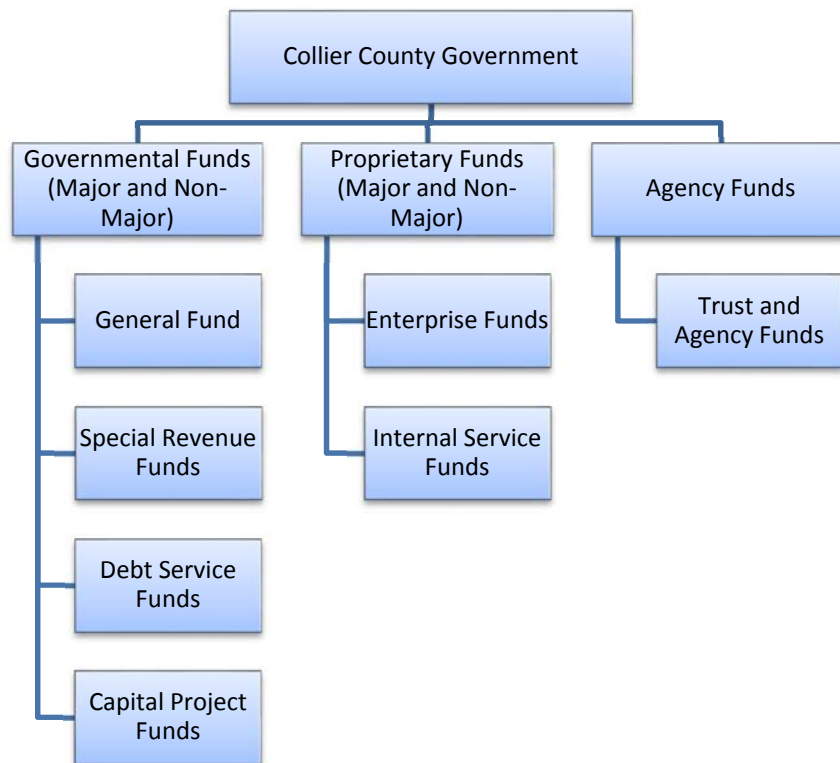 Collier County Government
Governmental Funds
(Major and Non-
Major)
Proprietary Funds
(Major and Non-
Major)
Agency Funds
General Fund
Enterprise Funds
Trust and
Agency Funds
Special Revenue
Funds
Internal Service
Funds
Debt Service
Funds
Capital Project
Funds